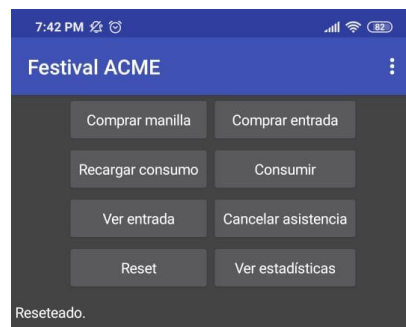 7:42 PM 82
Festival ACME
Comprar manilla Comprar entrada
Recargar consumo Consumir
Ver entrada Cancelar asistencia
Reset Ver estadísticas
Reseteado.